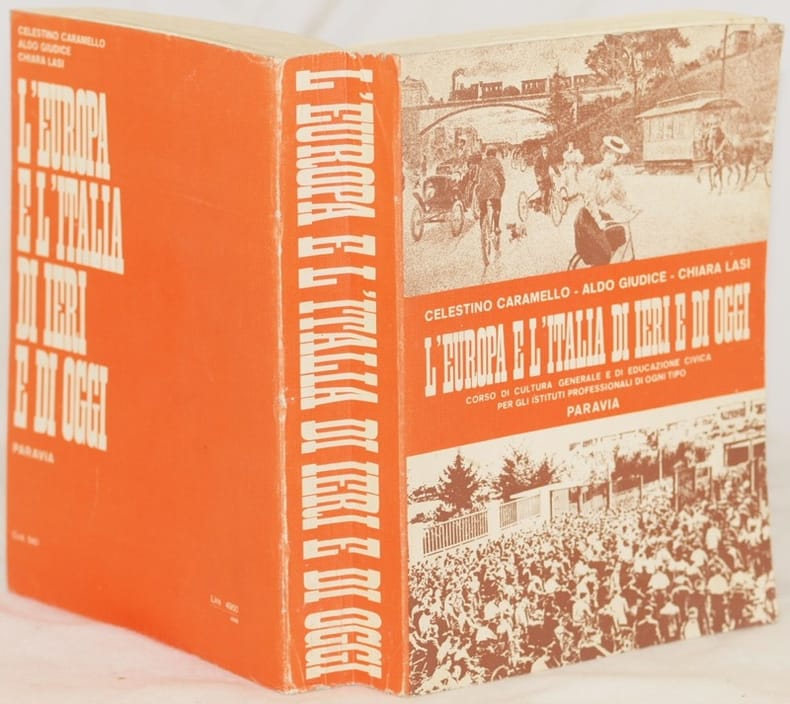 CELESTINO CARAMELLO
ALDO GIUDICE
CHIARA LASI
L'EUROPA
E L'ITALIA
DI IERI
E DI OGGI
PARAVIA
Lire 4950
L'EUROPA E L'ITALIA DI IERI E DI OGGI
CELESTINO CARAMELLO - ALDO GIUDICE - CHIARA LASI
L'EUROPA E L'ITALIA DI IERI E DI OGGI
CORSO DI CULTURA GENERALE E DI EDUCAZIONE CIVICA
PER GLI ISTITUTI PROFESSIONALI DI OGNI TIPO
PARAVIA